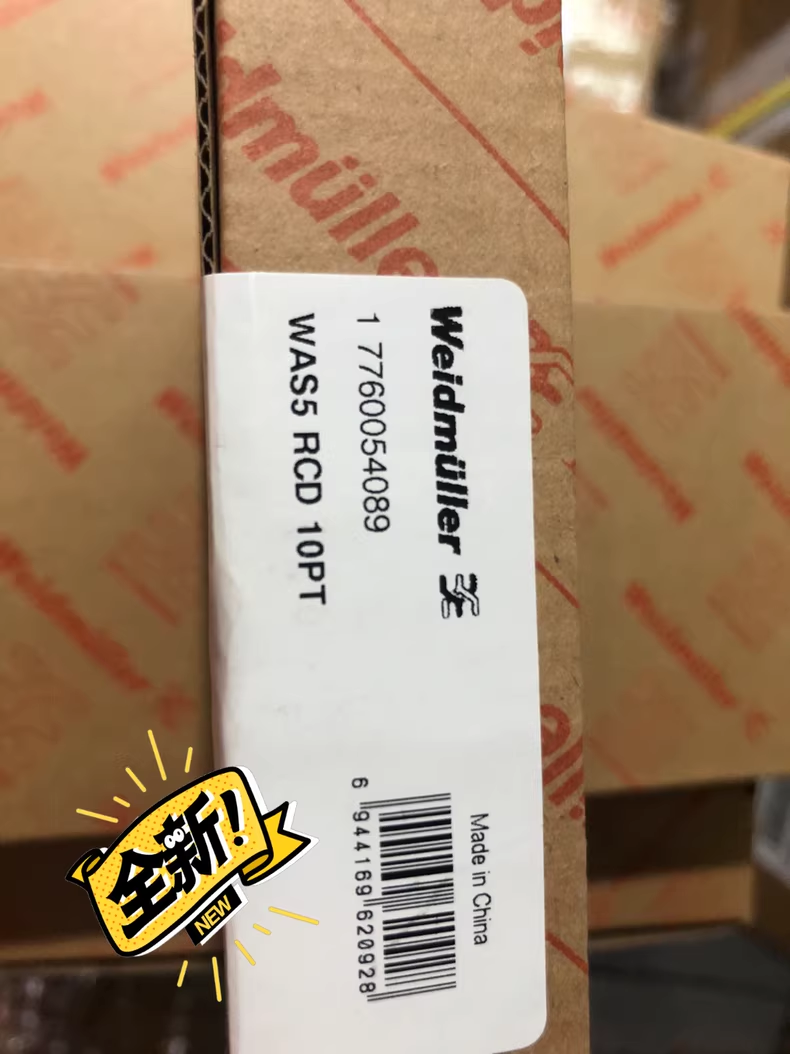 Weidmüller
1 7760054089
WAS5 RCD 10PT
Made in China
6 944169 620928
全新!
NEW